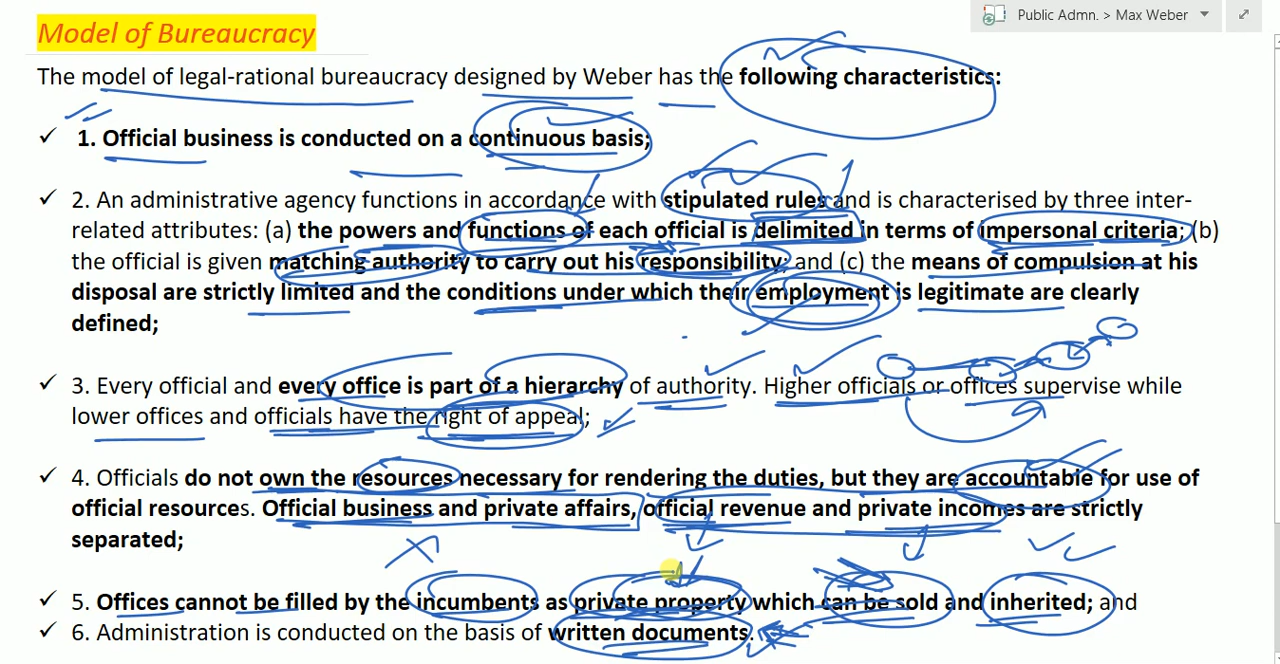 Public Admn. > Max Weber
Model of Bureaucracy
The model of legal-rational bureaucracy designed by Weber has the following characteristics:
✓ 1. Official business is conducted on a continuous basis;
✓ 2. An administrative agency functions in accordance with stipulated rules and is characterised by three inter-
related attributes: (a) the powers and functions of each official is delimited in terms of impersonal criteria; (b)
the official is given matching authority to carry out his responsibility; and (c) the means of compulsion at his
disposal are strictly limited and the conditions under which their employment is legitimate are clearly
defined;
✓ 3. Every official and every office is part of a hierarchy of authority. Higher officials or offices supervise while
lower offices and officials have the right of appeal;
✓ 4. Officials do not own the resources necessary for rendering the duties, but they are accountable for use of
official resources. Official business and private affairs, official revenue and private incomes are strictly
separated;
✓ 5. Offices cannot be filled by the incumbents as private property which can be sold and inherited; and
✓ 6. Administration is conducted on the basis of written documents.